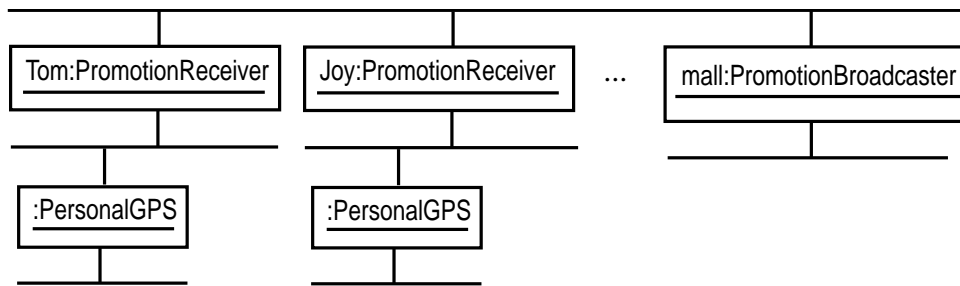 Tom:PromotionReceiver
Joy:PromotionReceiver
...
mall:PromotionBroadcaster
:PersonalGPS
:PersonalGPS